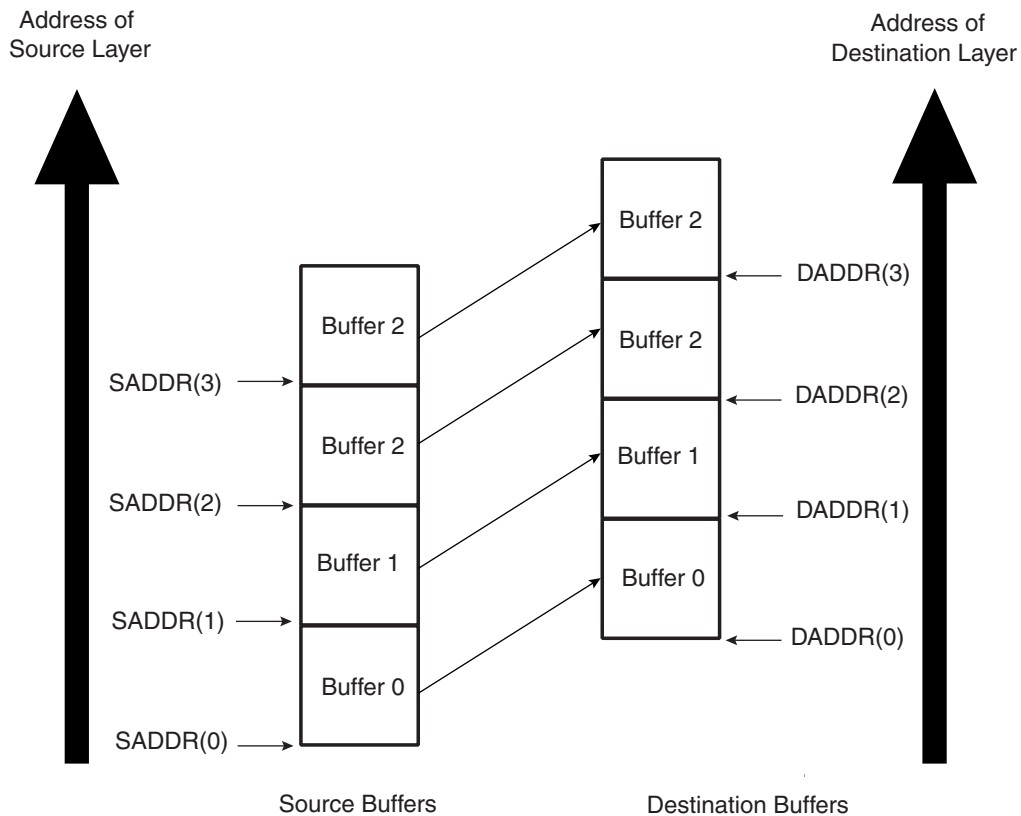 Address of
Source Layer
Address of
Destination Layer
Buffer 2
DADDR(3)
Buffer 2
Buffer 2
SADDR(3)
DADDR(2)
Buffer 2
Buffer 1
SADDR(2)
DADDR(1)
Buffer 1
Buffer 0
SADDR(1)
DADDR(0)
Buffer 0
SADDR(0)
Source Buffers
Destination Buffers